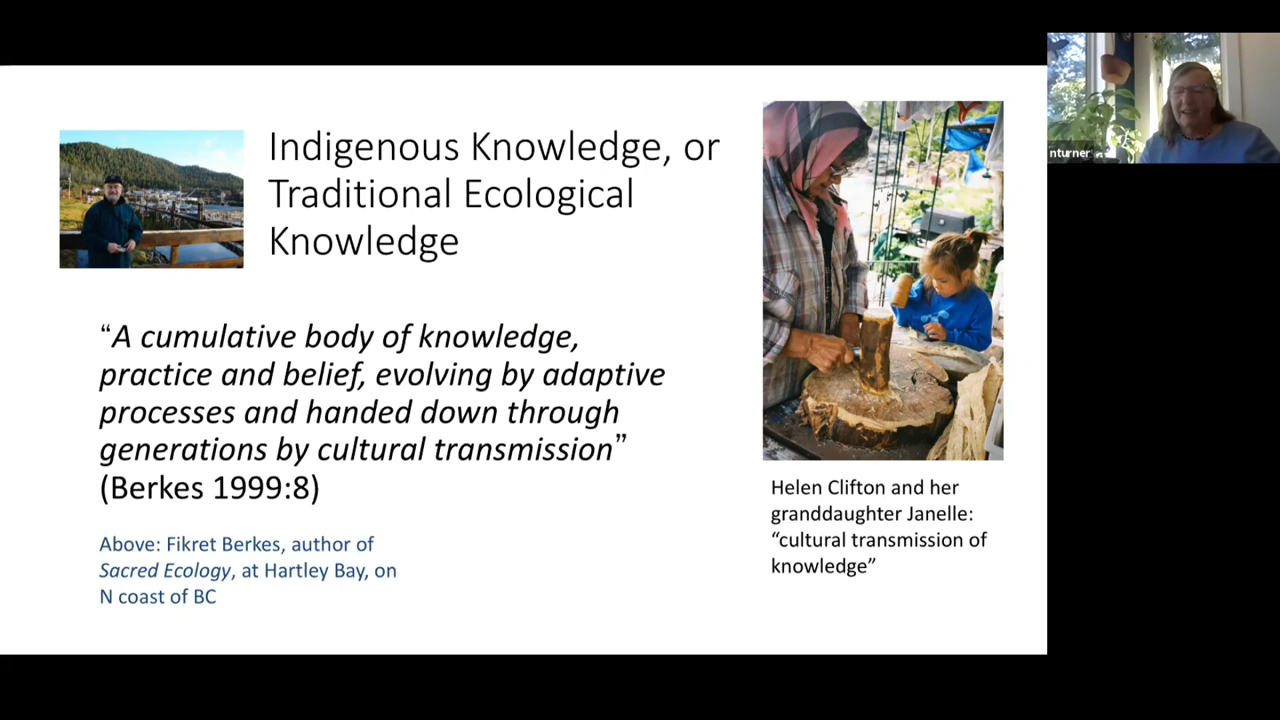 Indigenous Knowledge, or
Traditional Ecological
Knowledge
“A cumulative body of knowledge,
practice and belief, evolving by adaptive
processes and handed down through
generations by cultural transmission”
(Berkes 1999:8)
Above: Fikret Berkes, author of
Sacred Ecology, at Hartley Bay, on
N coast of BC
Helen Clifton and her
granddaughter Janelle:
“cultural transmission of
knowledge”
nturner